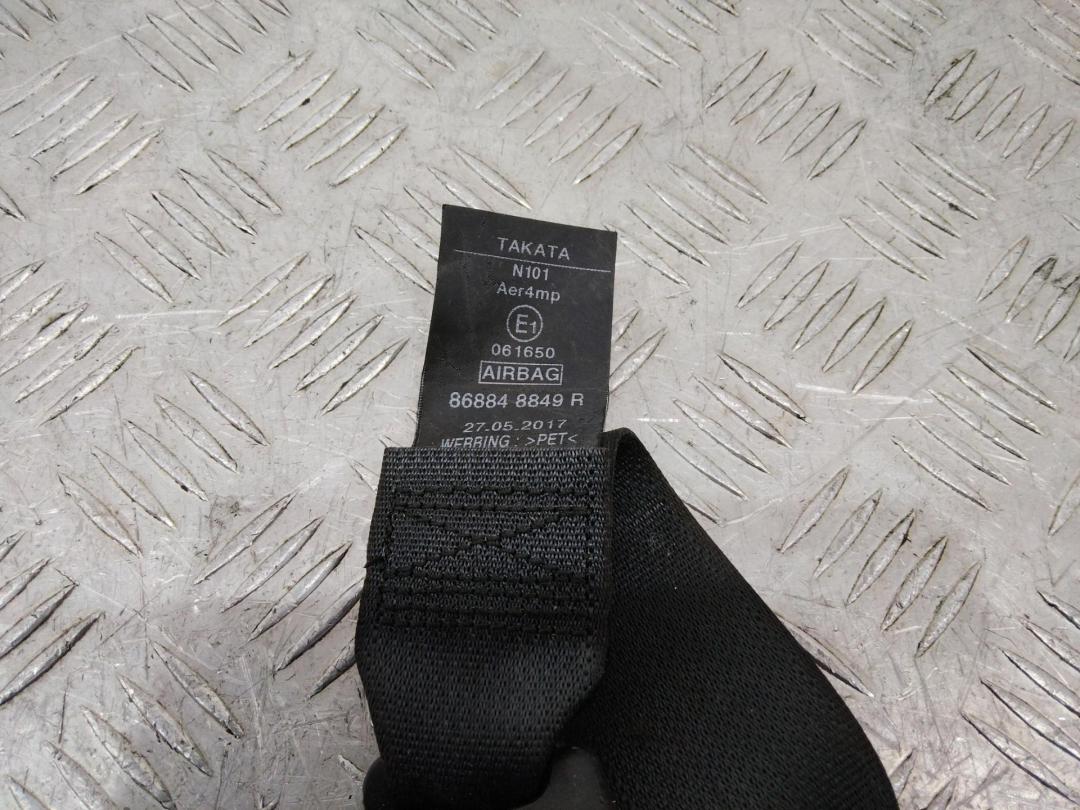 TAKATA
N101
Aer4mp
E1
061650
AIRBAG
86884 8849 R
27.05.2017
WEBBING : >PET<